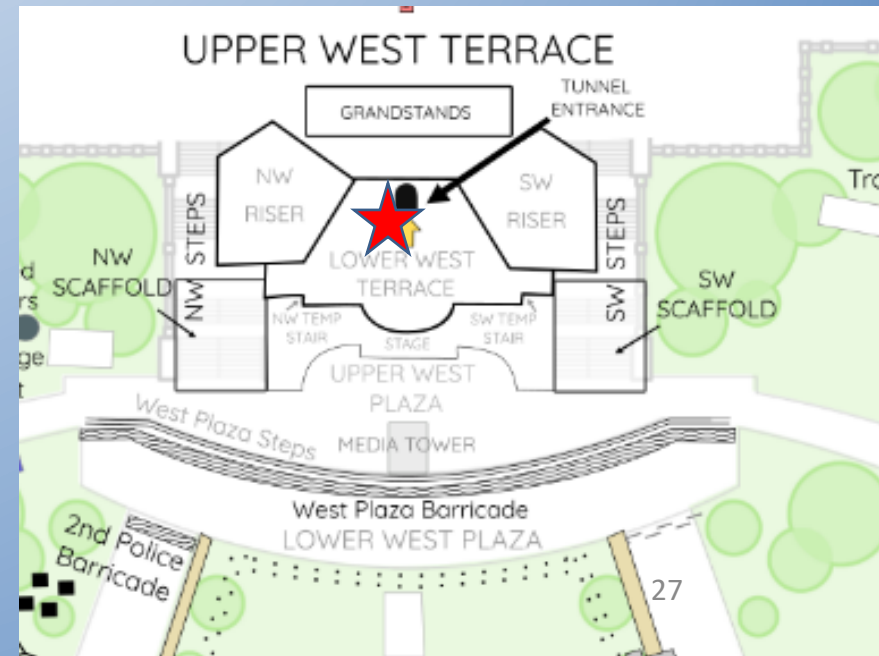 UPPER WEST TERRACE
TUNNEL
ENTRANCE
GRANDSTANDS
NW
RISER
SW
RISER
NW STEPS
SW STEPS
LOWER WEST
TERRACE
NW
SCAFFOLD
SW
SCAFFOLD
NW TEMP
STAIR
STAGE
SW TEMP
STAIR
UPPER WEST
PLAZA
West Plaza Steps
MEDIA TOWER
West Plaza Barricade
LOWER WEST PLAZA
2nd Police
Barricade
27